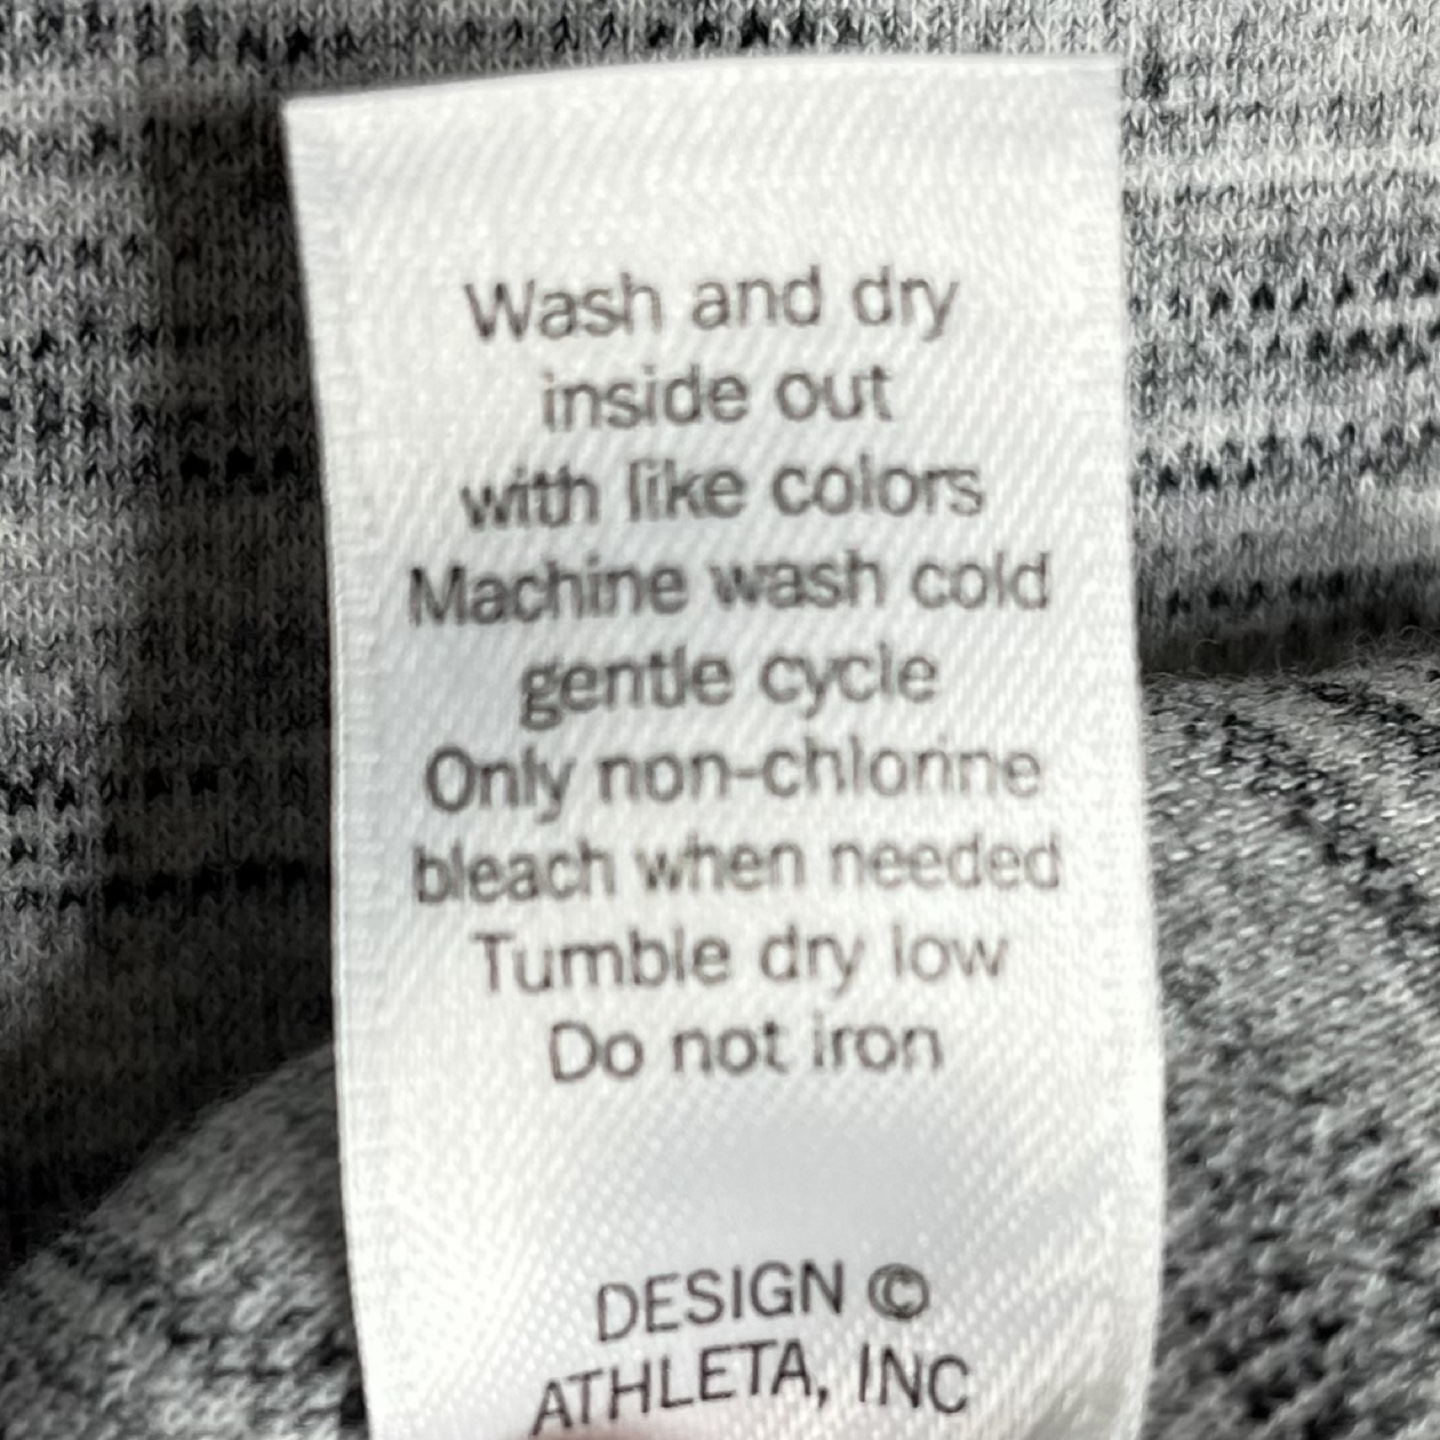 Wash and dry
inside out
with like colors
Machine wash cold
gentle cycle
Only non-chlorine
bleach when needed
Tumble dry low
Do not iron
DESIGN ©
ATHLETA, INC